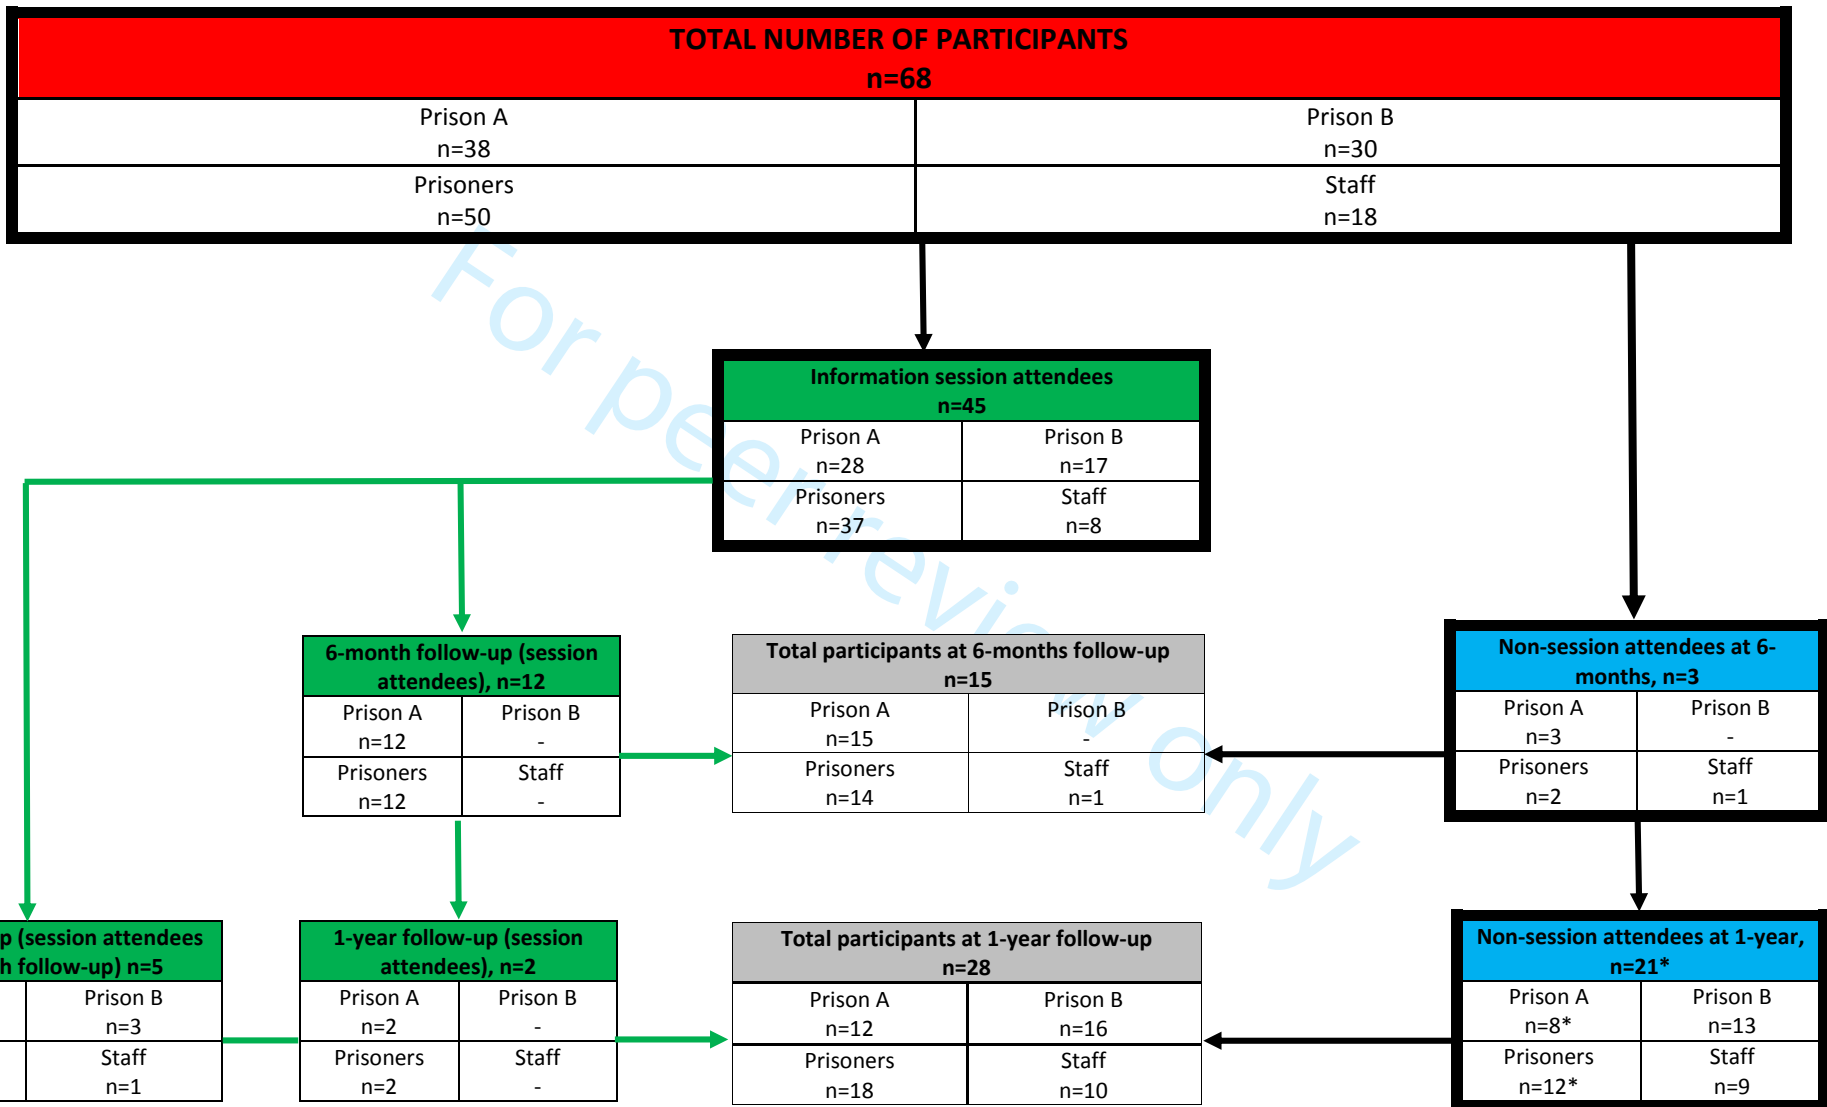 TOTAL NUMBER OF PARTICIPANTS
n=68
Prison A
n=38
Prison B
n=30
Prisoners
n=50
Staff
n=18
Information session attendees
n=45
Prison A
n=28
Prison B
n=17
Prisoners
n=37
Staff
n=8
6-month follow-up (session
attendees), n=12
Prison A
n=12
Prison B
-
Prisoners
n=12
Staff
-
Total participants at 6-months follow-up
n=15
Prison A
n=15
Prison B
-
Prisoners
n=14
Staff
n=1
Non-session attendees at 6-
months, n=3
Prison A
n=3
Prison B
-
Prisoners
n=2
Staff
n=1
p (session attendees
h follow-up) n=5
Prison B
n=3
Staff
n=1
1-year follow-up (session
attendees), n=2
Prison A
n=2
Prison B
-
Prisoners
n=2
Staff
-
Total participants at 1-year follow-up
n=28
Prison A
n=12
Prison B
n=16
Prisoners
n=18
Staff
n=10
Non-session attendees at 1-year,
n=21*
Prison A
n=8*
Prison B
n=13
Prisoners
n=12*
Staff
n=9
For peer review only